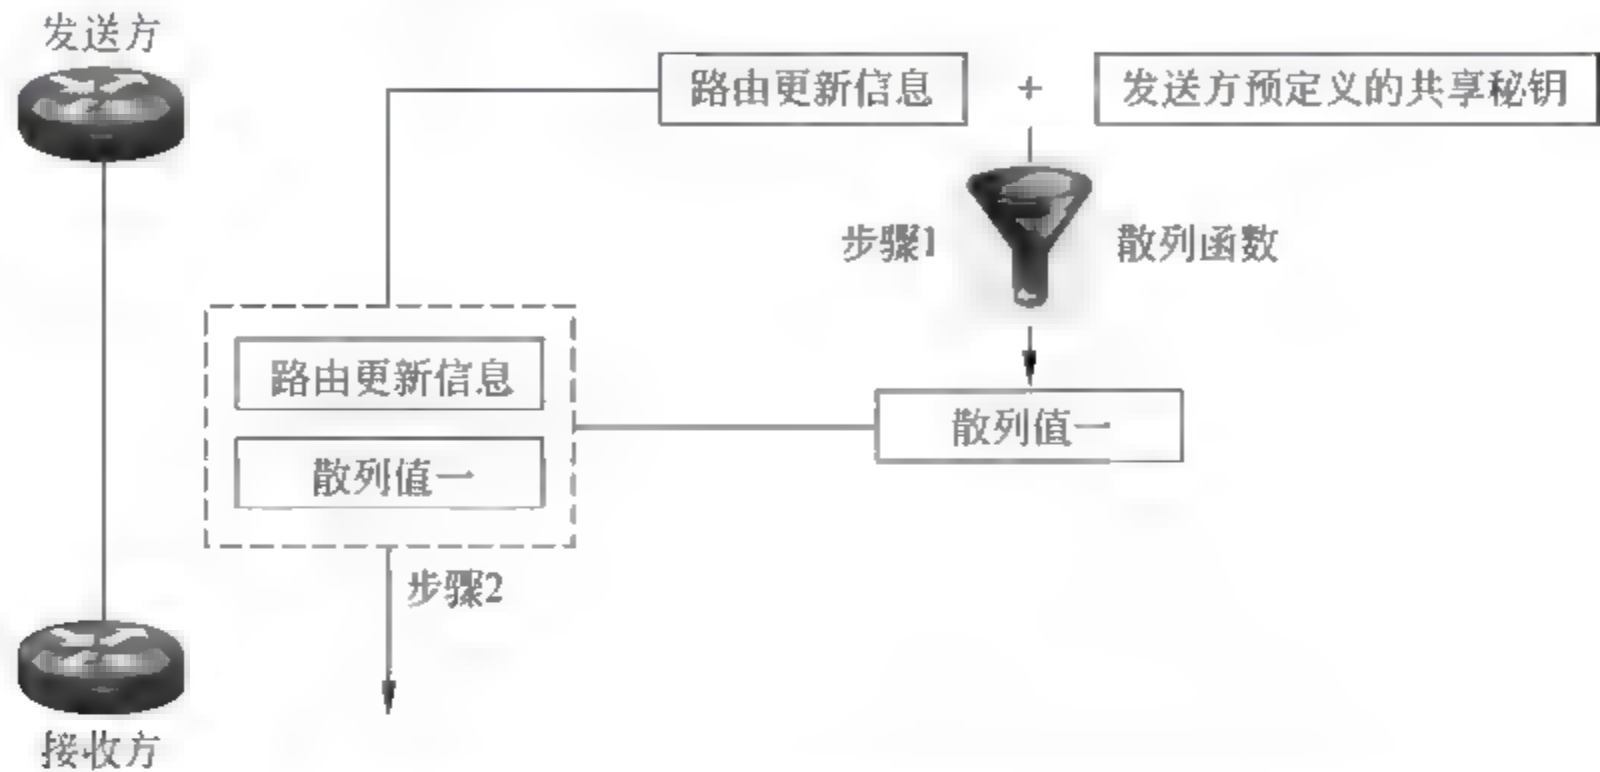 发送方
路由更新信息
+
发送方预定义的共享秘钥
步骤1
散列函数
路由更新信息
散列值一
散列值一
步骤2
接收方